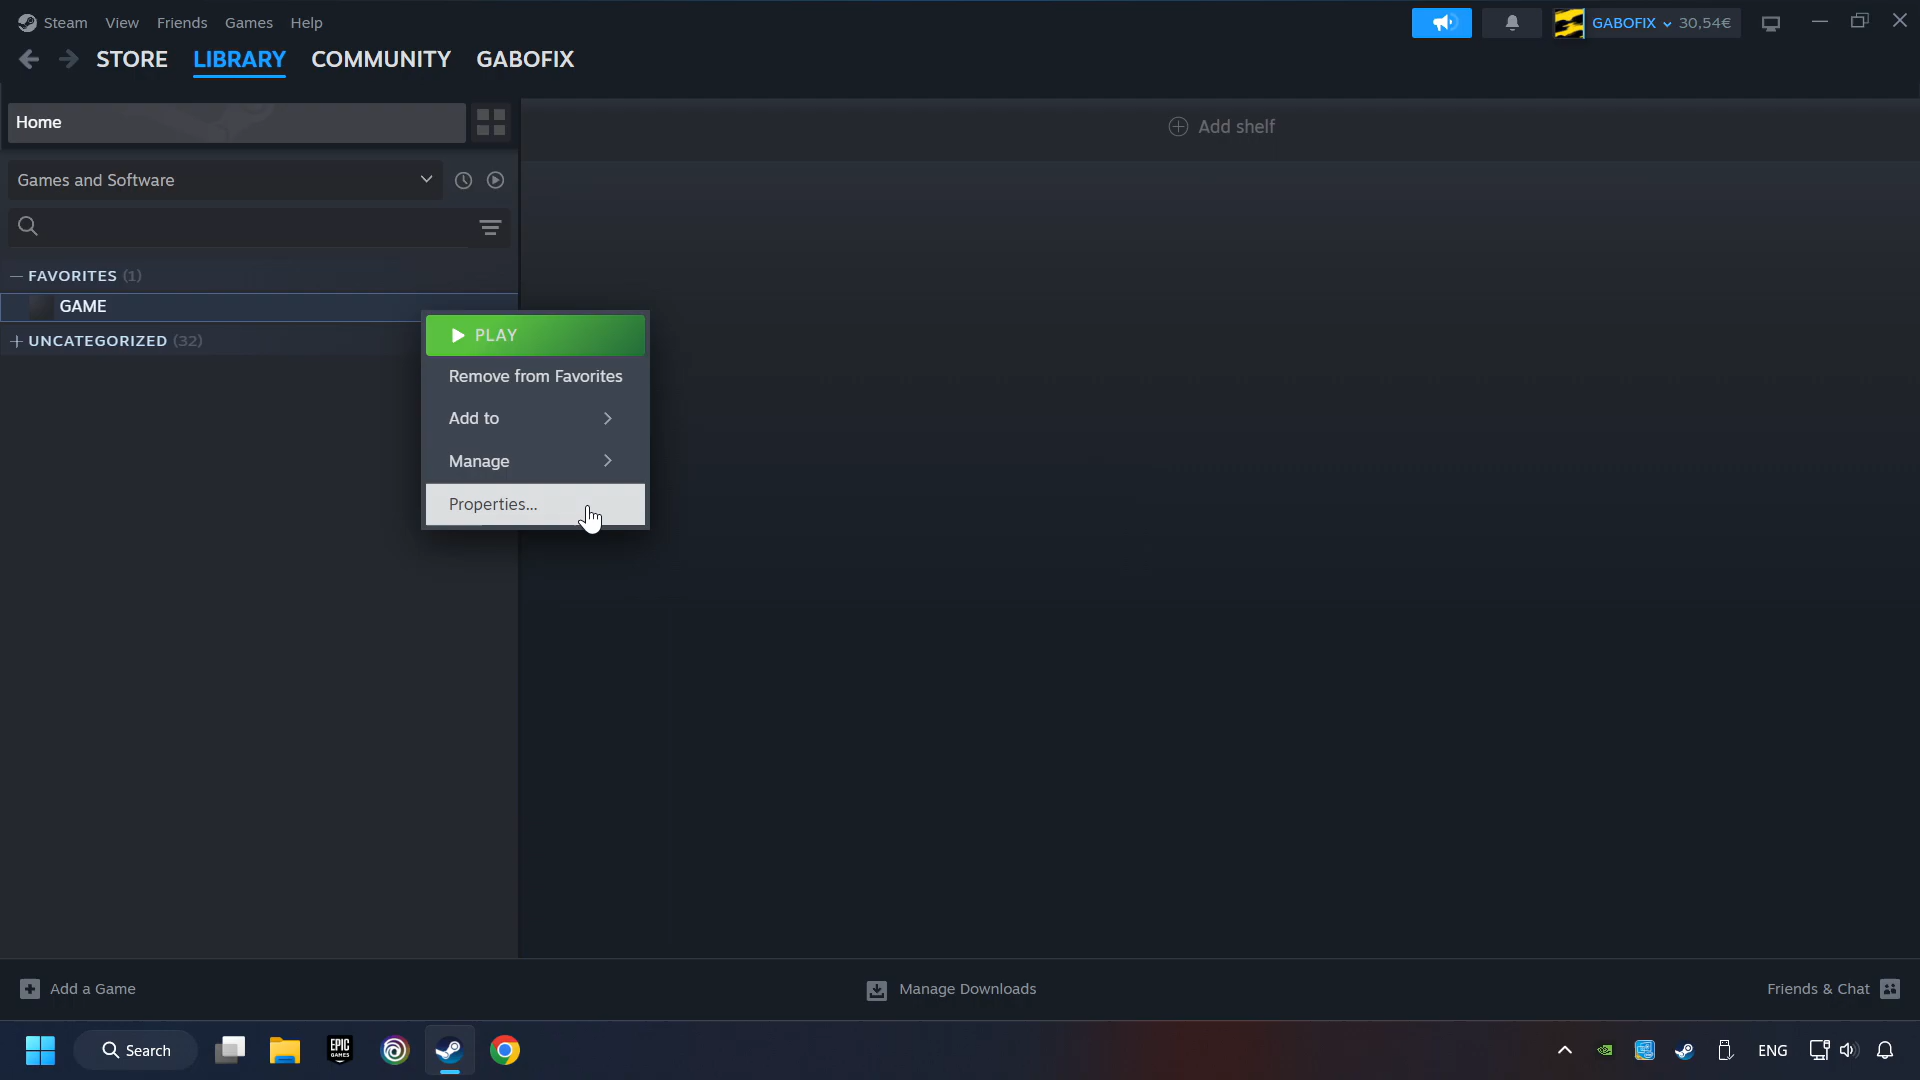 Steam View Friends Games Help
GABOFIX 30,54€
STORE LIBRARY COMMUNITY GABOFIX
Home
Add shelf
Games and Software
FAVORITES (1)
GAME
UNCATEGORIZED (32)
PLAY
Remove from Favorites
Add to
Manage
Properties...
Add a Game
Manage Downloads
Friends & Chat
Search
EPIC
GAMES
ENG